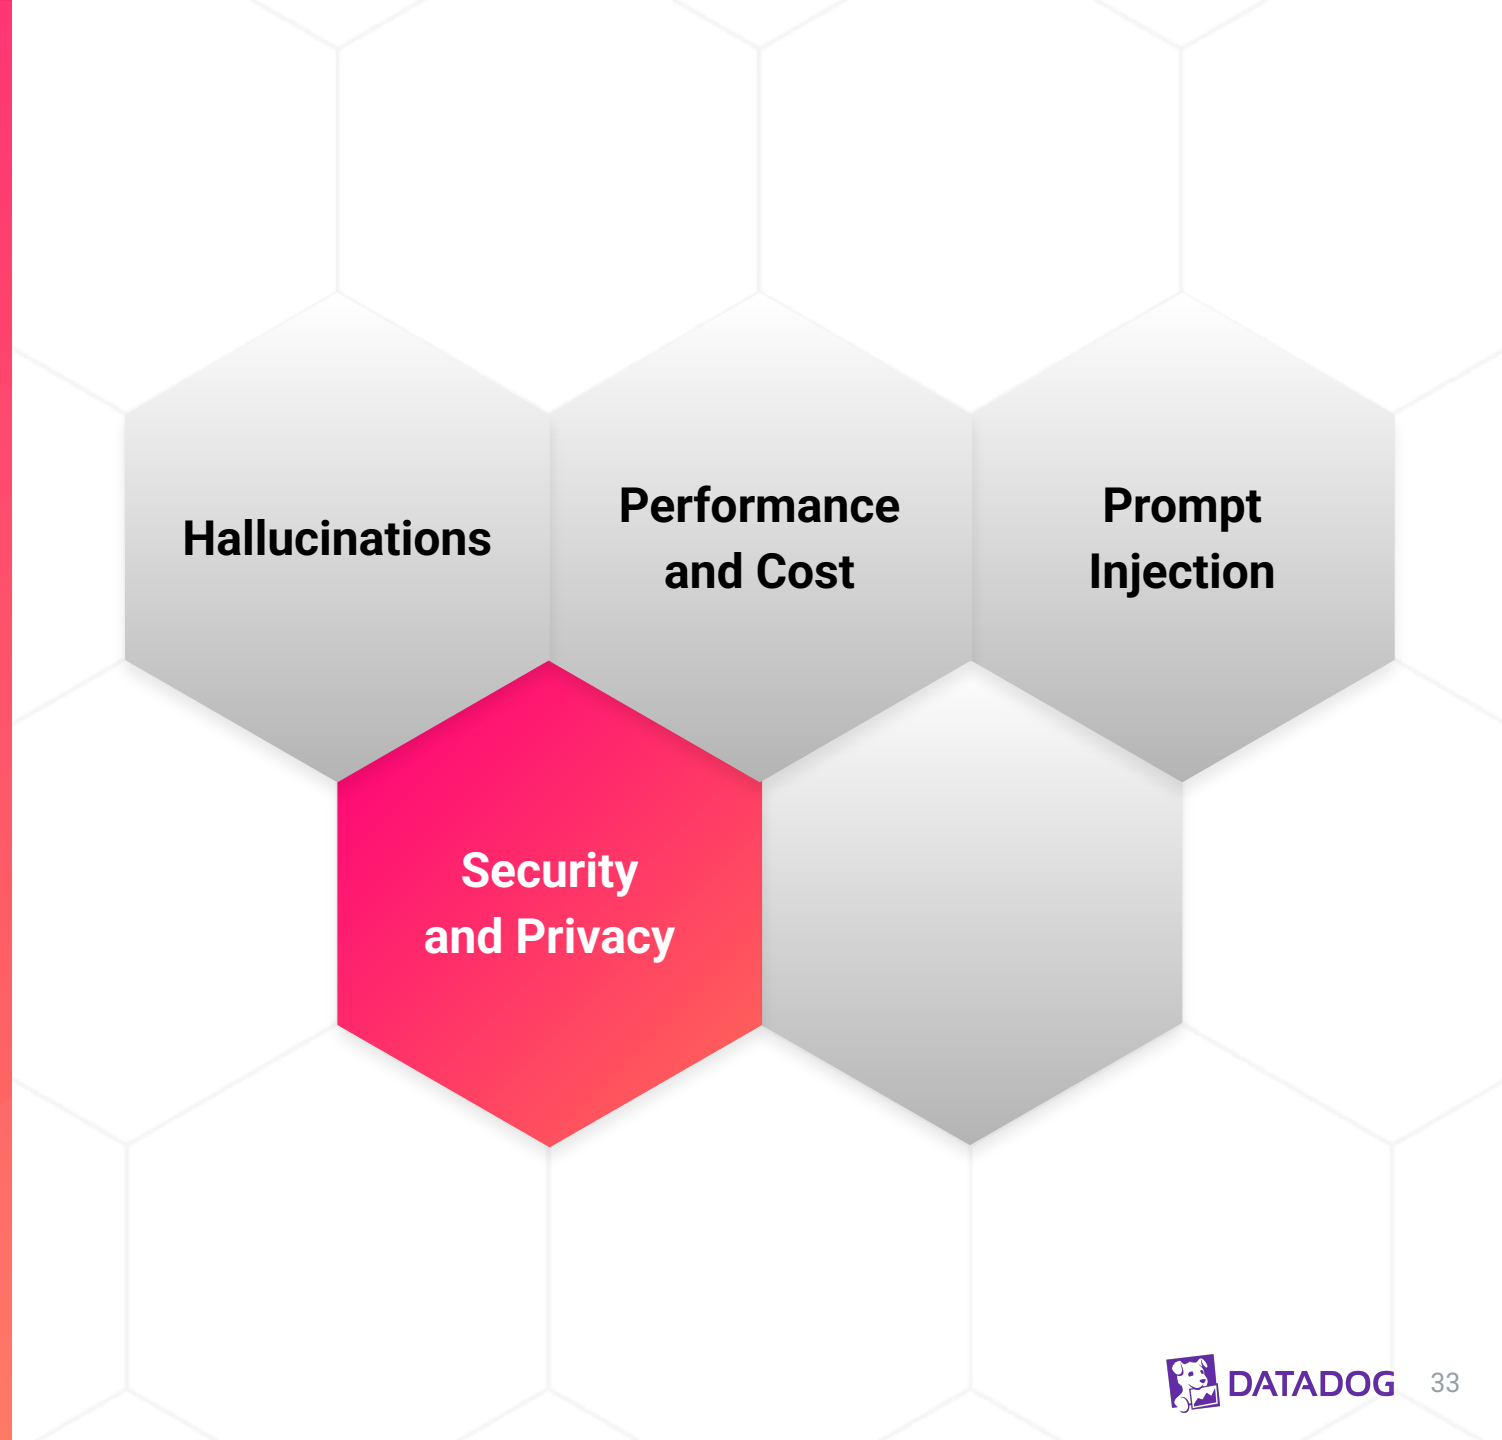 Hallucinations
Performance
and Cost
Prompt
Injection
Security
and Privacy
DATADOG
33